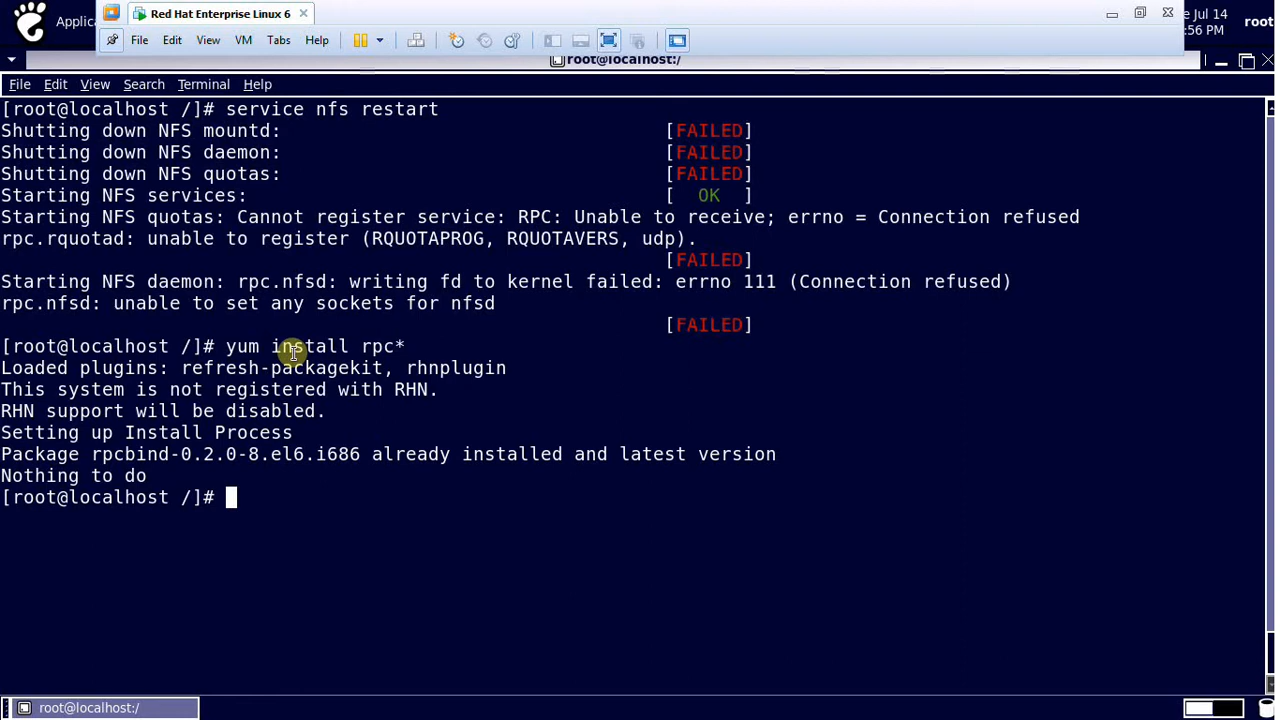 Applica
Red Hat Enterprise Linux 6
File Edit View VM Tabs Help
e Jul 14
:56 PM
root
root@localhost:/
File Edit View Search Terminal Help
[root@localhost /]# service nfs restart
Shutting down NFS mountd: [FAILED]
Shutting down NFS daemon: [FAILED]
Shutting down NFS quotas: [FAILED]
Starting NFS services: [ OK ]
Starting NFS quotas: Cannot register service: RPC: Unable to receive; errno = Connection refused
rpc.rquotad: unable to register (RQUOTAPROG, RQUOTAVERS, udp).
[FAILED]
Starting NFS daemon: rpc.nfsd: writing fd to kernel failed: errno 111 (Connection refused)
rpc.nfsd: unable to set any sockets for nfsd
[FAILED]
[root@localhost /]# yum install rpc*
Loaded plugins: refresh-packagekit, rhnplugin
This system is not registered with RHN.
RHN support will be disabled.
Setting up Install Process
Package rpcbind-0.2.0-8.el6.i686 already installed and latest version
Nothing to do
[root@localhost /]#
root@localhost:/